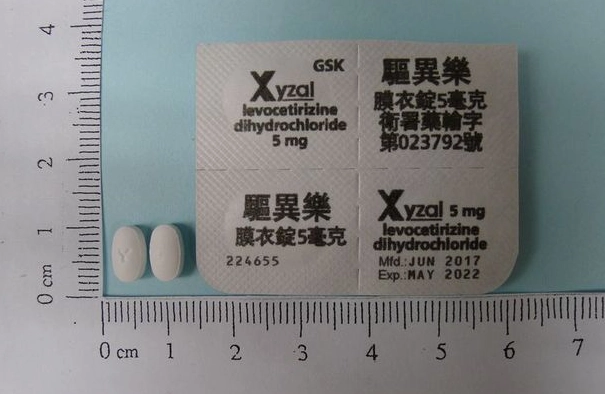 GSK
Xyzal
levocetirizine
dihydrochloride
5 mg
驅異樂
膜衣錠5毫克
衛署藥輸字
第023792號
驅異樂
膜衣錠5毫克
224655
Xyzal 5 mg
levocetirizine
dihydrochloride
Mfd.:JUN 2017
Exp.:MAY 2022
4
3
2
1
0 cm
0 cm 1 2 3 4 5 6 7
Y